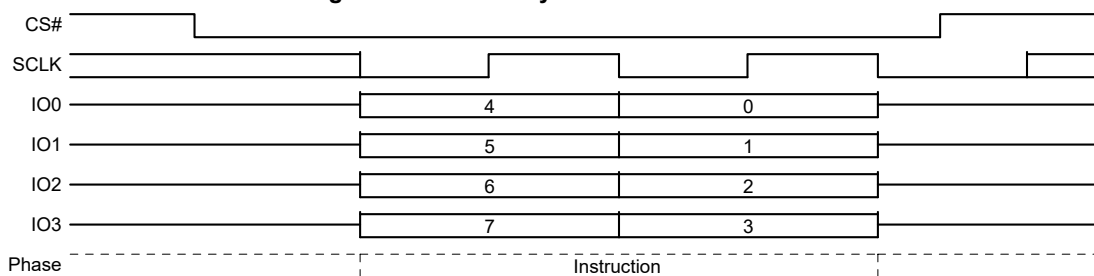 CS#
SCLK
IO0 4 0
IO1 5 1
IO2 6 2
IO3 7 3
Phase Instruction